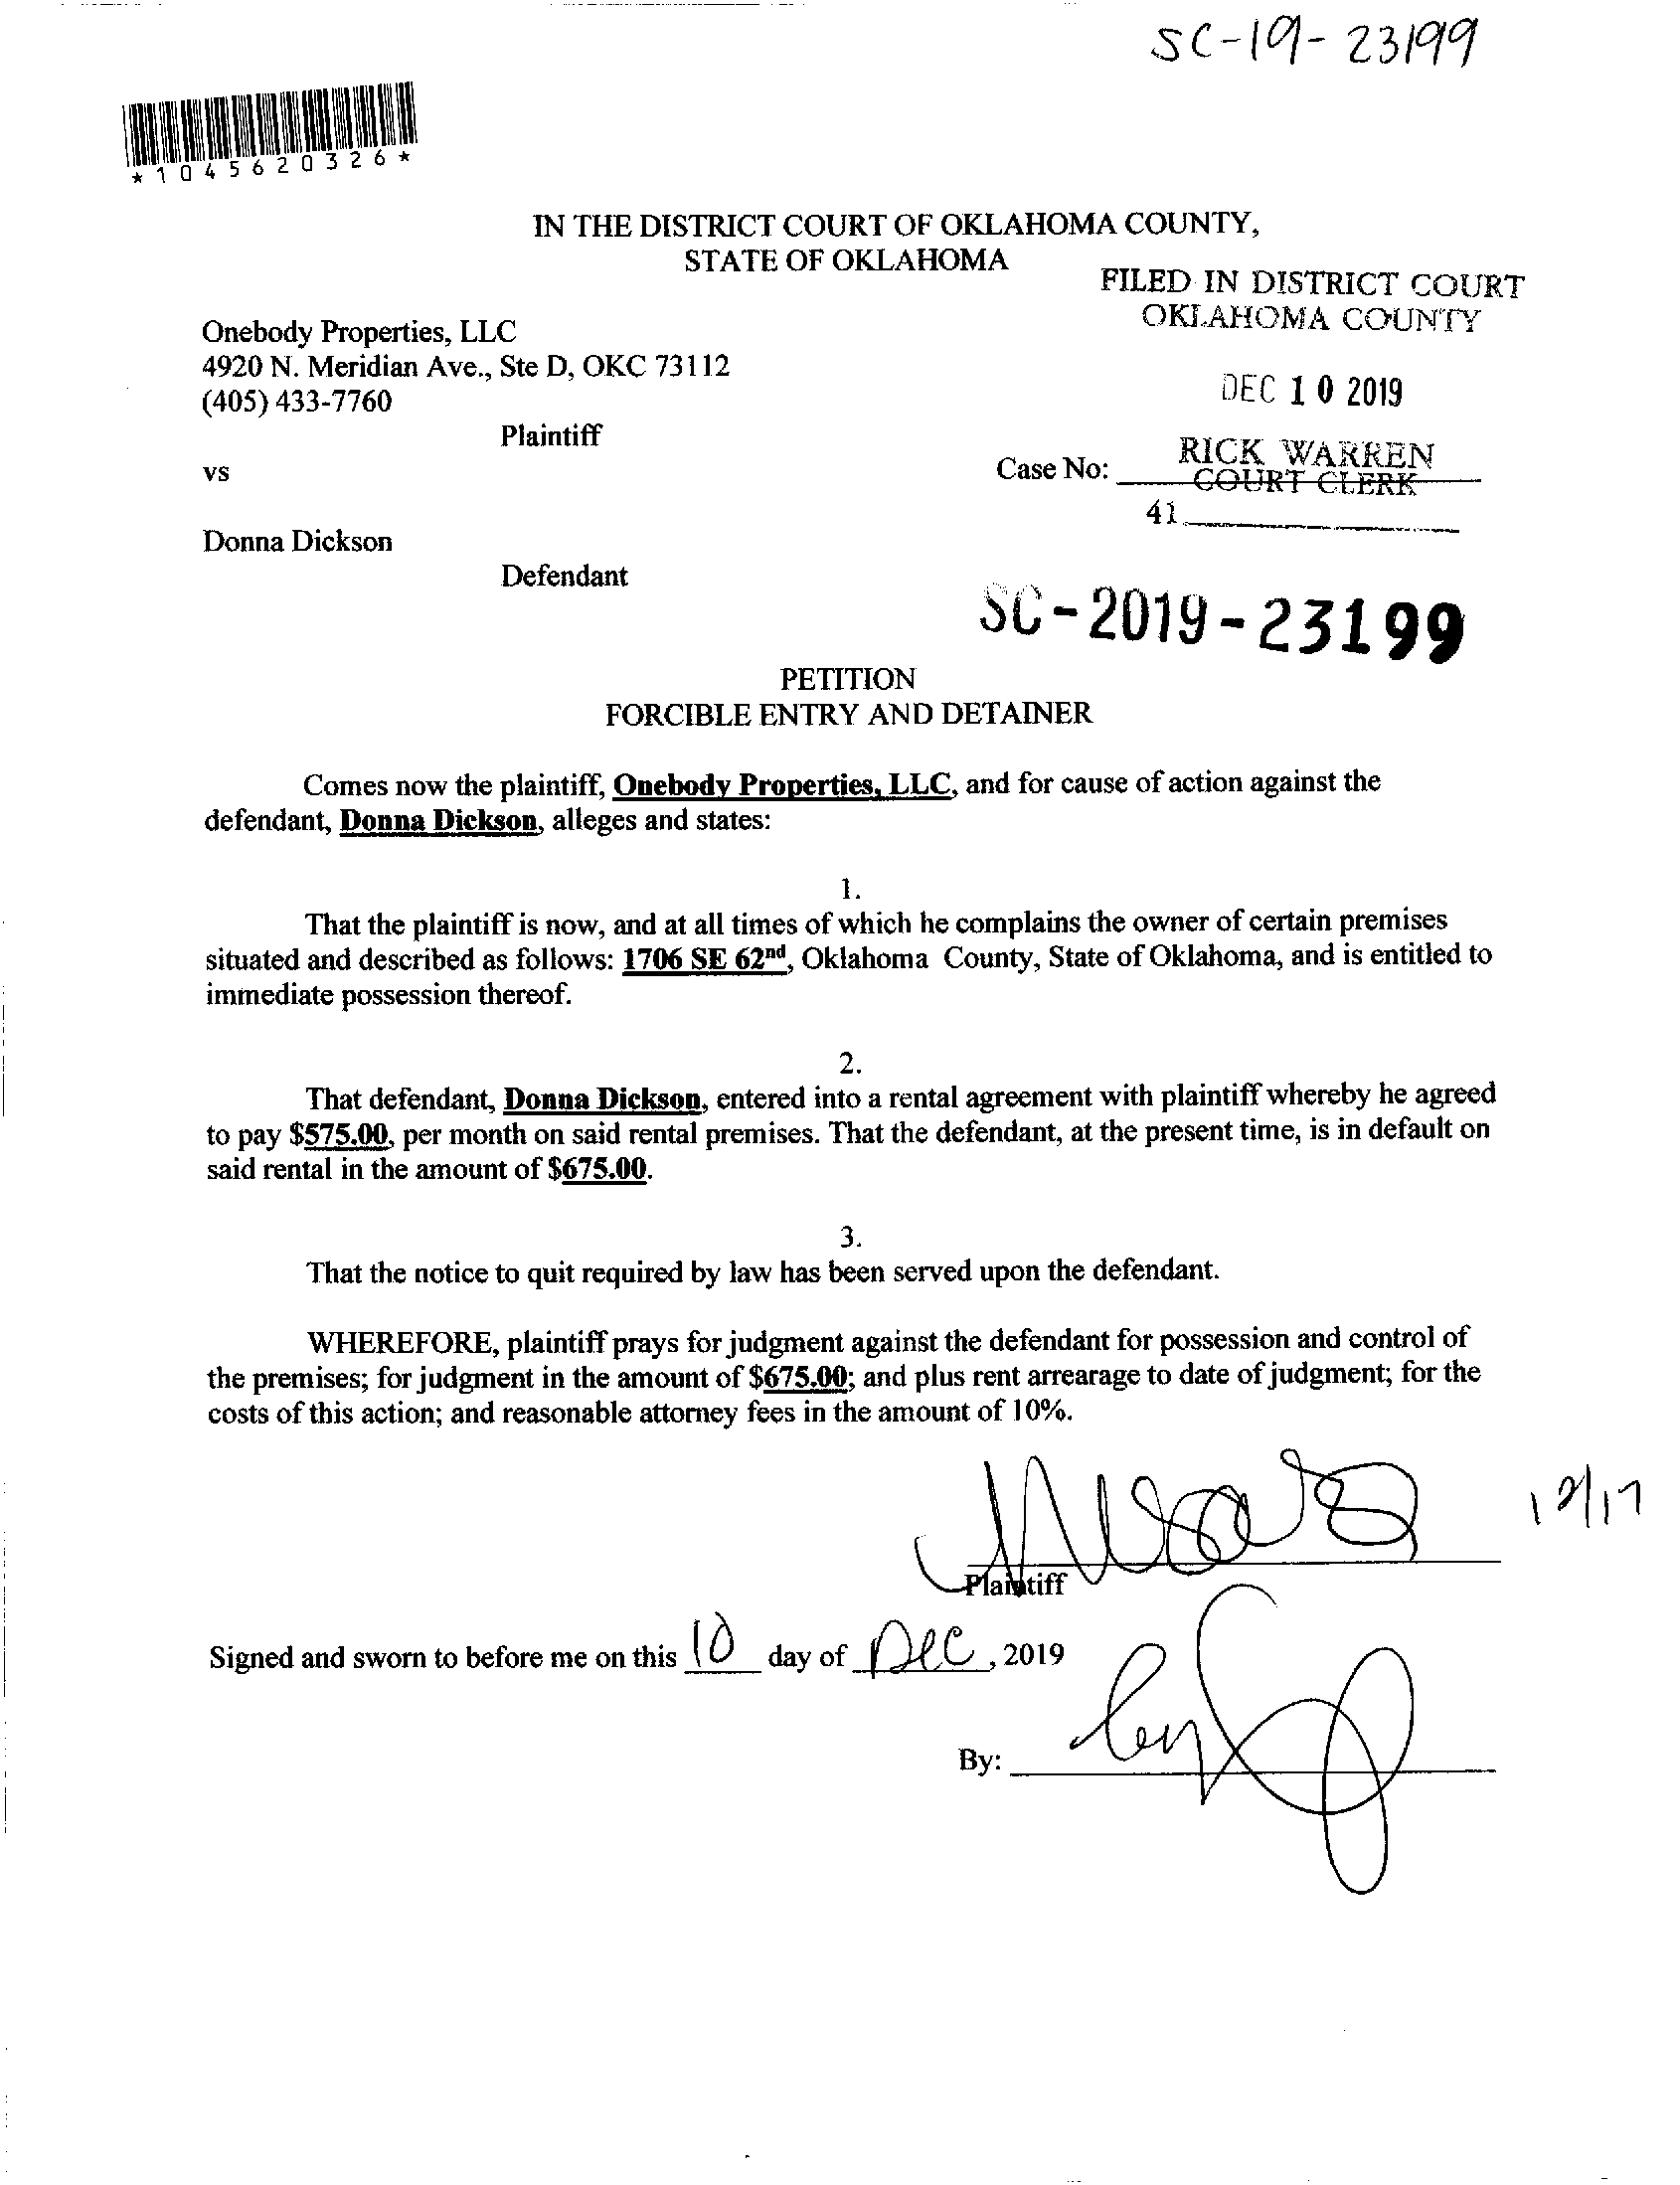 SC-19-23199
*1045620326*
IN THE DISTRICT COURT OF OKLAHOMA COUNTY,
STATE OF OKLAHOMA
FILED IN DISTRICT COURT
OKLAHOMA COUNTY
Onebody Properties, LLC
4920 N. Meridian Ave., Ste D, OKC 73112
(405) 433-7760
DEC 10 2019
Plaintiff
RICK WARREN
vs
Case No:
COURT CLERK
41
Donna Dickson
Defendant
SC-2019-23199
PETITION
FORCIBLE ENTRY AND DETAINER
Comes now the plaintiff, Onebody Properties, LLC, and for cause of action against the
defendant, Donna Dickson, alleges and states:
1.
That the plaintiff is now, and at all times of which he complains the owner of certain premises
situated and described as follows: 1706 SE 62nd, Oklahoma County, State of Oklahoma, and is entitled to
immediate possession thereof.
2.
That defendant, Donna Dickson, entered into a rental agreement with plaintiff whereby he agreed
to pay $575.00, per month on said rental premises. That the defendant, at the present time, is in default on
said rental in the amount of $675.00.
3.
That the notice to quit required by law has been served upon the defendant.
WHEREFORE, plaintiff prays for judgment against the defendant for possession and control of
the premises; for judgment in the amount of $675.00; and plus rent arrearage to date of judgment; for the
costs of this action; and reasonable attorney fees in the amount of 10%.
12/17
Plaintiff
Signed and sworn to before me on this 10 day of Dec, 2019
By: